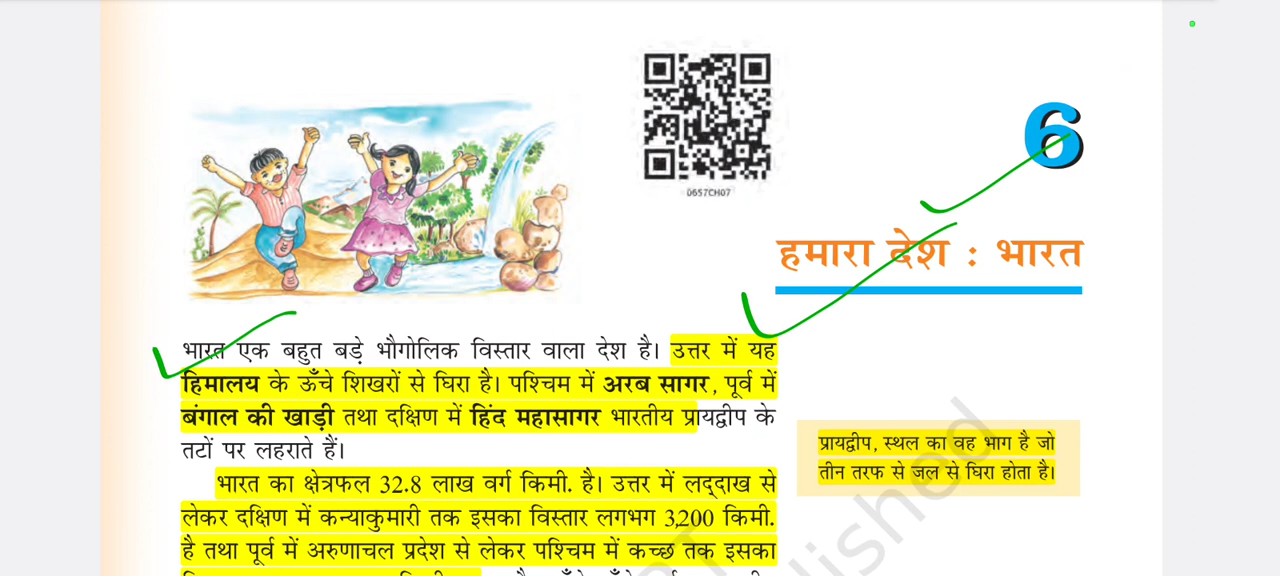 0657CH07
6
हमारा देश : भारत
भारत एक बहुत बड़े भौगोलिक विस्तार वाला देश है। उत्तर में यह
हिमालय के ऊँचे शिखरों से घिरा है। पश्चिम में अरब सागर, पूर्व में
बंगाल की खाड़ी तथा दक्षिण में हिंद महासागर भारतीय प्रायद्वीप के
तटों पर लहराते हैं।
प्रायद्वीप, स्थल का वह भाग है जो
तीन तरफ से जल से घिरा होता है।
भारत का क्षेत्रफल 32.8 लाख वर्ग किमी. है। उत्तर में लद्दाख से
लेकर दक्षिण में कन्याकुमारी तक इसका विस्तार लगभग 3,200 किमी.
है तथा पूर्व में अरुणाचल प्रदेश से लेकर पश्चिम में कच्छ तक इसका